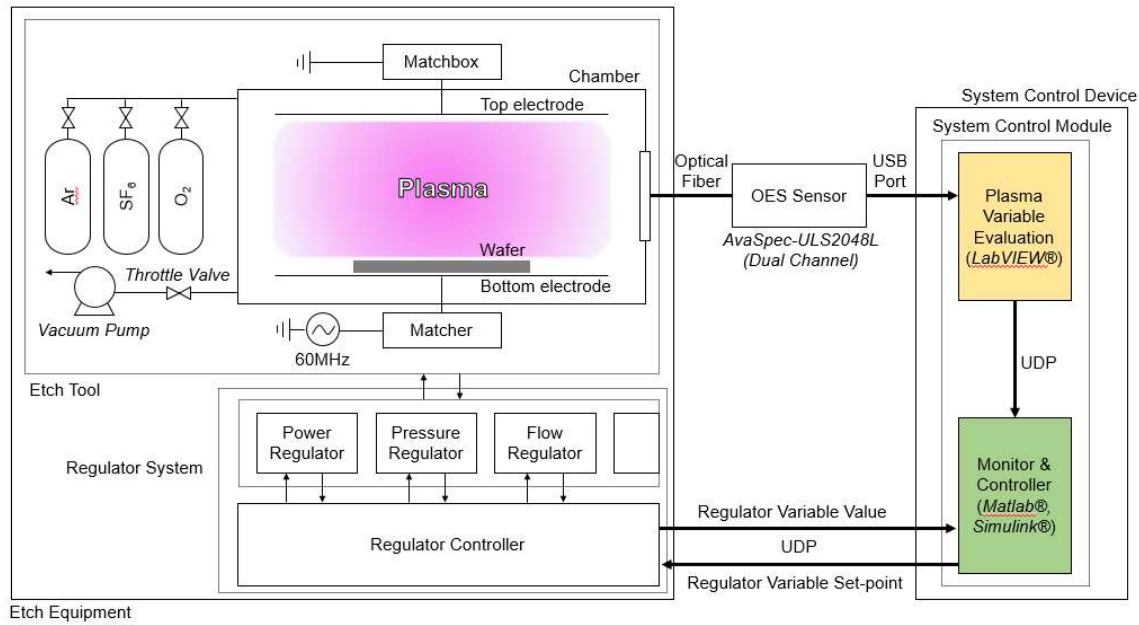 Matchbox
Chamber
Top electrode
System Control Device
System Control Module
Ar
SF6
O2
Plasma
Optical
Fiber
OES Sensor
USB
Port
Plasma
Variable
Evaluation
(LabVIEW®)
AvaSpec-ULS2048L
(Dual Channel)
Wafer
Throttle Valve
Bottom electrode
Vacuum Pump
Matcher
60MHz
UDP
Etch Tool
Power
Regulator
Pressure
Regulator
Flow
Regulator
Regulator System
Monitor &
Controller
(Matlab®,
Simulink®)
Regulator Controller
Regulator Variable Value
UDP
Regulator Variable Set-point
Etch Equipment